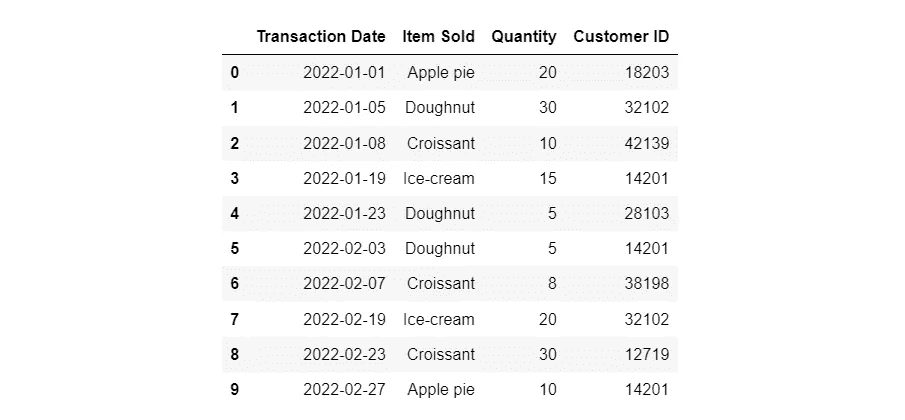 Transaction Date Item Sold Quantity Customer ID
0 2022-01-01 Apple pie 20 18203
1 2022-01-05 Doughnut 30 32102
2 2022-01-08 Croissant 10 42139
3 2022-01-19 Ice-cream 15 14201
4 2022-01-23 Doughnut 5 28103
5 2022-02-03 Doughnut 5 14201
6 2022-02-07 Croissant 8 38198
7 2022-02-19 Ice-cream 20 32102
8 2022-02-23 Croissant 30 12719
9 2022-02-27 Apple pie 10 14201